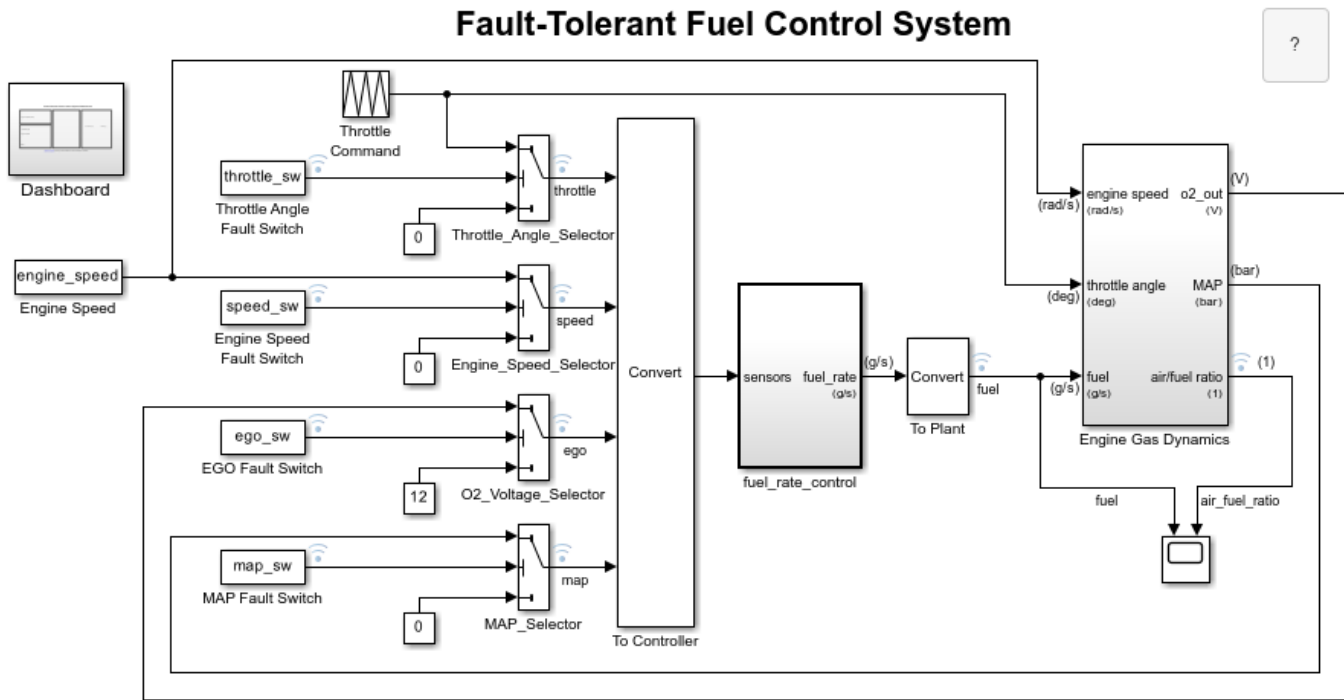 Fault-Tolerant Fuel Control System
?
Dashboard
Throttle
Command
throttle_sw
Throttle Angle
Fault Switch
0
throttle
Throttle_Angle_Selector
engine_speed
Engine Speed
speed_sw
Engine Speed
Fault Switch
0
speed
Engine_Speed_Selector
ego_sw
EGO Fault Switch
12
ego
O2_Voltage_Selector
map_sw
MAP Fault Switch
0
map
MAP_Selector
Convert
To Controller
sensors fuel_rate
(g/s)
fuel_rate_control
(g/s)
Convert
To Plant
fuel
(rad/s)
engine speed o2_out
(rad/s) (V)
(V)
(deg)
throttle angle MAP
(deg) (bar)
(bar)
(g/s)
fuel air/fuel ratio
(g/s) (1)
(1)
Engine Gas Dynamics
fuel
air_fuel_ratio